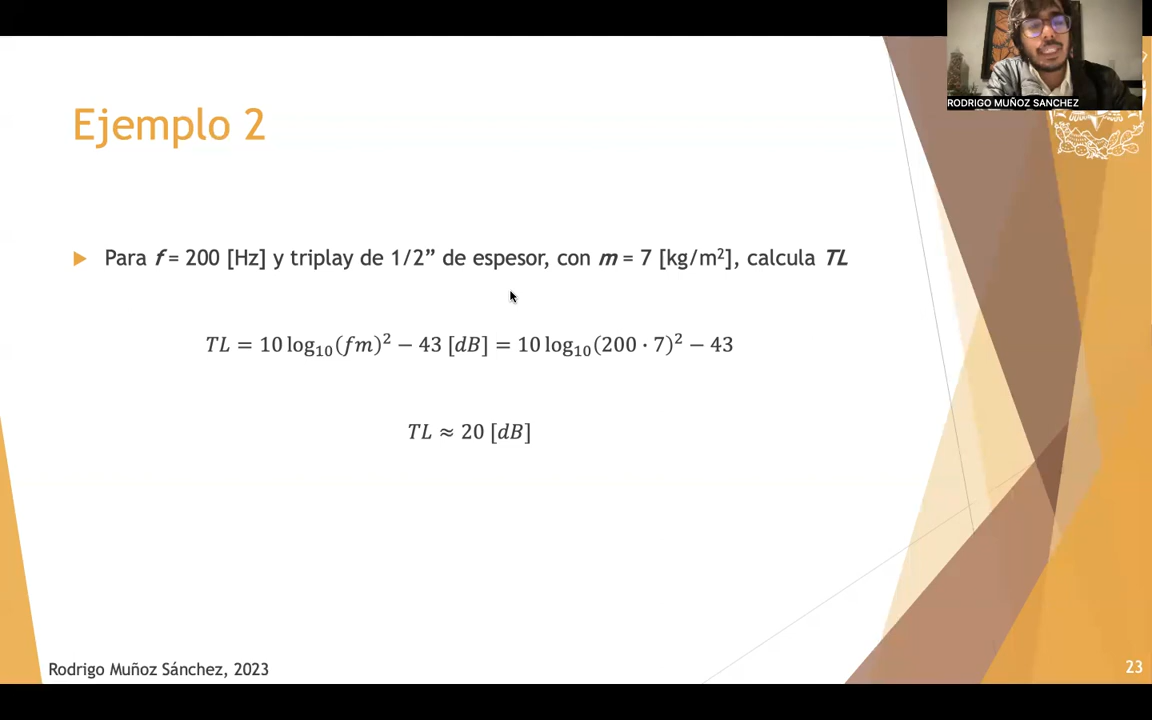 RODRIGO MUÑOZ SANCHEZ
Ejemplo 2
Para f = 200 [Hz] y triplay de 1/2” de espesor, con m = 7 [kg/m²], calcula TL
TL = 10 log₁₀(fm)² − 43 [dB] = 10 log₁₀(200 · 7)² − 43
TL ≈ 20 [dB]
Rodrigo Muñoz Sánchez, 2023
23